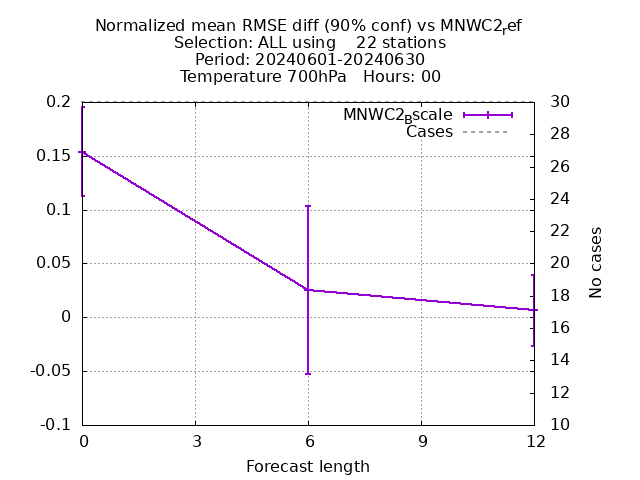 Normalized mean RMSE diff (90% conf) vs MNWC2ref
Selection: ALL using    22 stations
Period: 20240601-20240630
Temperature 700hPa   Hours: 00
MNWC2Bscale
Cases
0.2
0.15
0.1
0.05
0
-0.05
-0.1
30
28
26
24
22
20
18
16
14
12
10
No cases
0
3
6
9
12
Forecast length